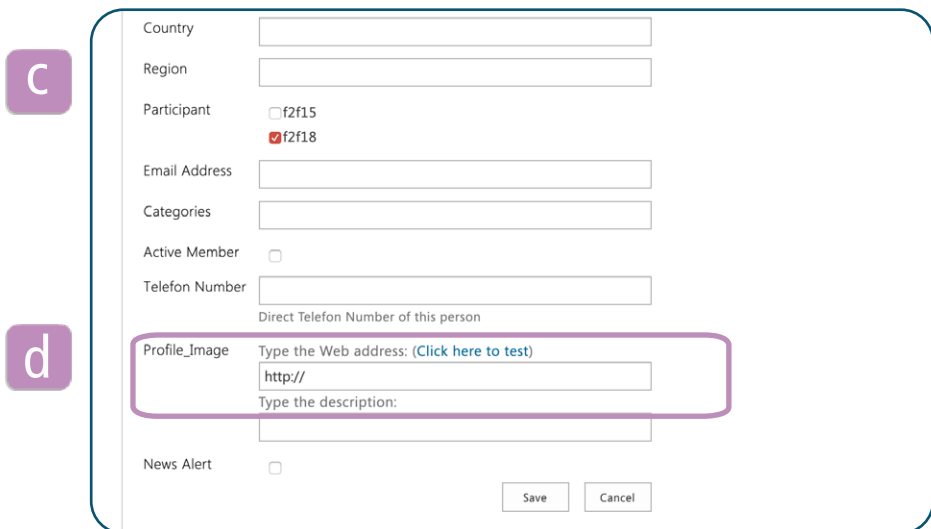 Country
c
Region
Participant
f2f15
f2f18
Email Address
Categories
Active Member
Telefon Number
Direct Telefon Number of this person
d
Profile_Image Type the Web address: (Click here to test)
http://
Type the description:
News Alert
Save Cancel